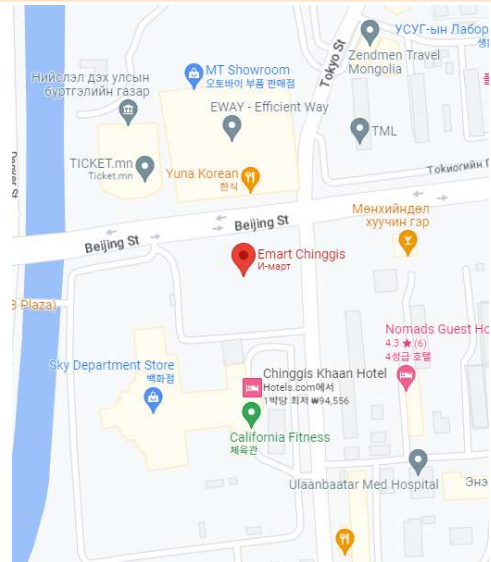 УСУГ-ын Лабор
Zendmen Travel
Mongolia
Tokyo St
Нийслэл дэх улсын
бүртгэлийн газар
MT Showroom
오토바이 부품 판매점
EWAY - Efficient Way
TML
TICKET.mn
Ticket.mn
Yuna Korean
한식
Токиогийн Г
Мөнхийндөл
хуучин гэр
Beijing St
Beijing St
Emart Chinggis
И-март
3 Plaza)
Nomads Guest Ho
4.3 ★ (6)
4성급 호텔
Sky Department Store
백화점
Chinggis Khaan Hotel
Hotels.com에서
1박당 최저 ₩94,556
California Fitness
체육관
Ulaanbaatar Med Hospital
Энэ